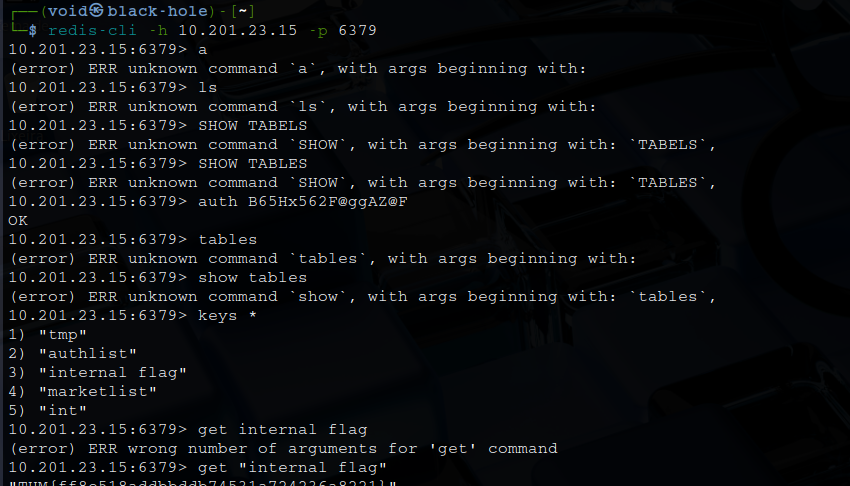 ┌──(void㉿black-hole)-[~]
└─$ redis-cli -h 10.201.23.15 -p 6379
10.201.23.15:6379> a
(error) ERR unknown command `a`, with args beginning with:
10.201.23.15:6379> ls
(error) ERR unknown command `ls`, with args beginning with:
10.201.23.15:6379> SHOW TABELS
(error) ERR unknown command `SHOW`, with args beginning with: `TABELS`,
10.201.23.15:6379> SHOW TABLES
(error) ERR unknown command `SHOW`, with args beginning with: `TABLES`,
10.201.23.15:6379> auth B65Hx562F@ggAZ@F
OK
10.201.23.15:6379> tables
(error) ERR unknown command `tables`, with args beginning with:
10.201.23.15:6379> show tables
(error) ERR unknown command `show`, with args beginning with: `tables`,
10.201.23.15:6379> keys *
1) "tmp"
2) "authlist"
3) "internal flag"
4) "marketlist"
5) "int"
10.201.23.15:6379> get internal flag
(error) ERR wrong number of arguments for 'get' command
10.201.23.15:6379> get "internal flag"